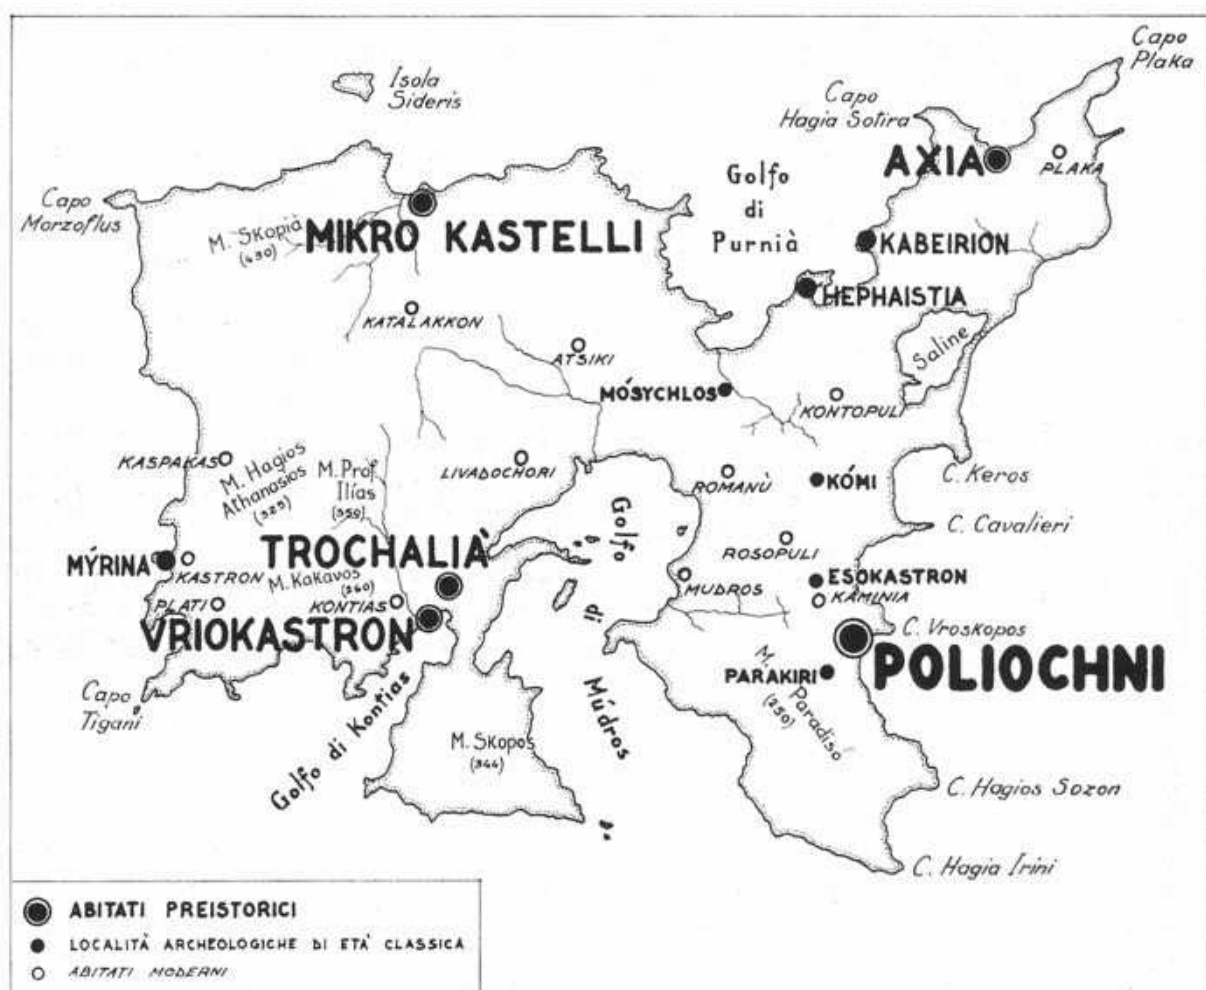 Capo
Plaka
Isola
Sideris
Capo
Hagia Sotira
AXIA
PLAKA
Golfo
di
Purnià
Capo
Morzoflus
M. Skopià
(430)
MIKRO KASTELLI
KABEIRION
HEPHAISTIA
KATALAKKON
ATSIKI
Saline
MÓSYCHLOS
KONTOPULI
KASPAKAS
M. Hagios
Athanasios
(325)
M. Prof.
Ilías
(350)
LIVADOCHORI
ROMANÙ
KÓMI
C. Keros
Golfo
di
Múdros
C. Cavalieri
TROCHALIÀ
ROSOPULI
MÝRINA
KASTRON
M. Kakavos
(260)
MUDROS
ESOKASTRON
KAMINIA
PLATI
KONTIAS
VRIOKASTRON
C. Vroskopos
POLIOCHNI
PARAKIRI
M.
Paradiso
(250)
Capo
Tigani
Golfo di Kontias
M. Skopos
(344)
C. Hagios Sozon
C. Hagia Irini
ABITATI PREISTORICI
LOCALITÀ ARCHEOLOGICHE DI ETÀ CLASSICA
ABITATI MODERNI